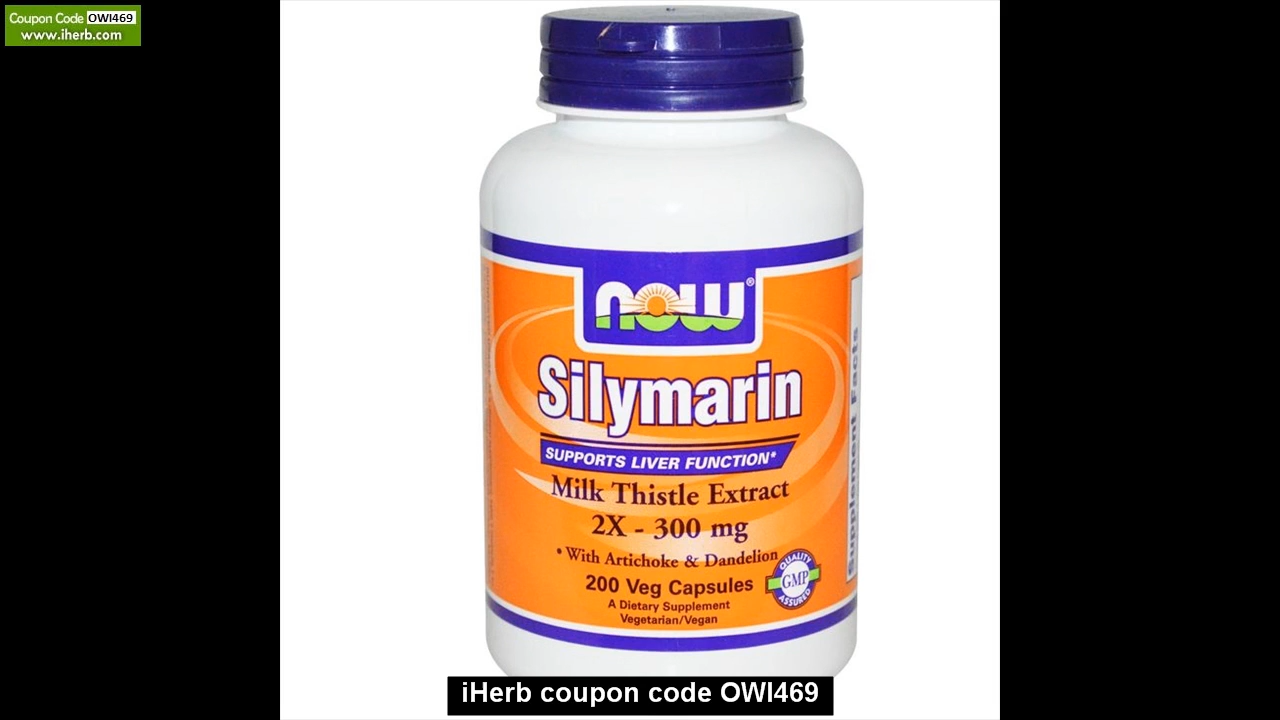 Coupon Code OWI469
www.iherb.com
now®
Silymarin
SUPPORTS LIVER FUNCTION*
Milk Thistle Extract
2X - 300 mg
• With Artichoke & Dandelion
200 Veg Capsules
A Dietary Supplement
Vegetarian/Vegan
QUALITY
GMP
ASSURED
Supplement Facts
iHerb coupon code OWI469